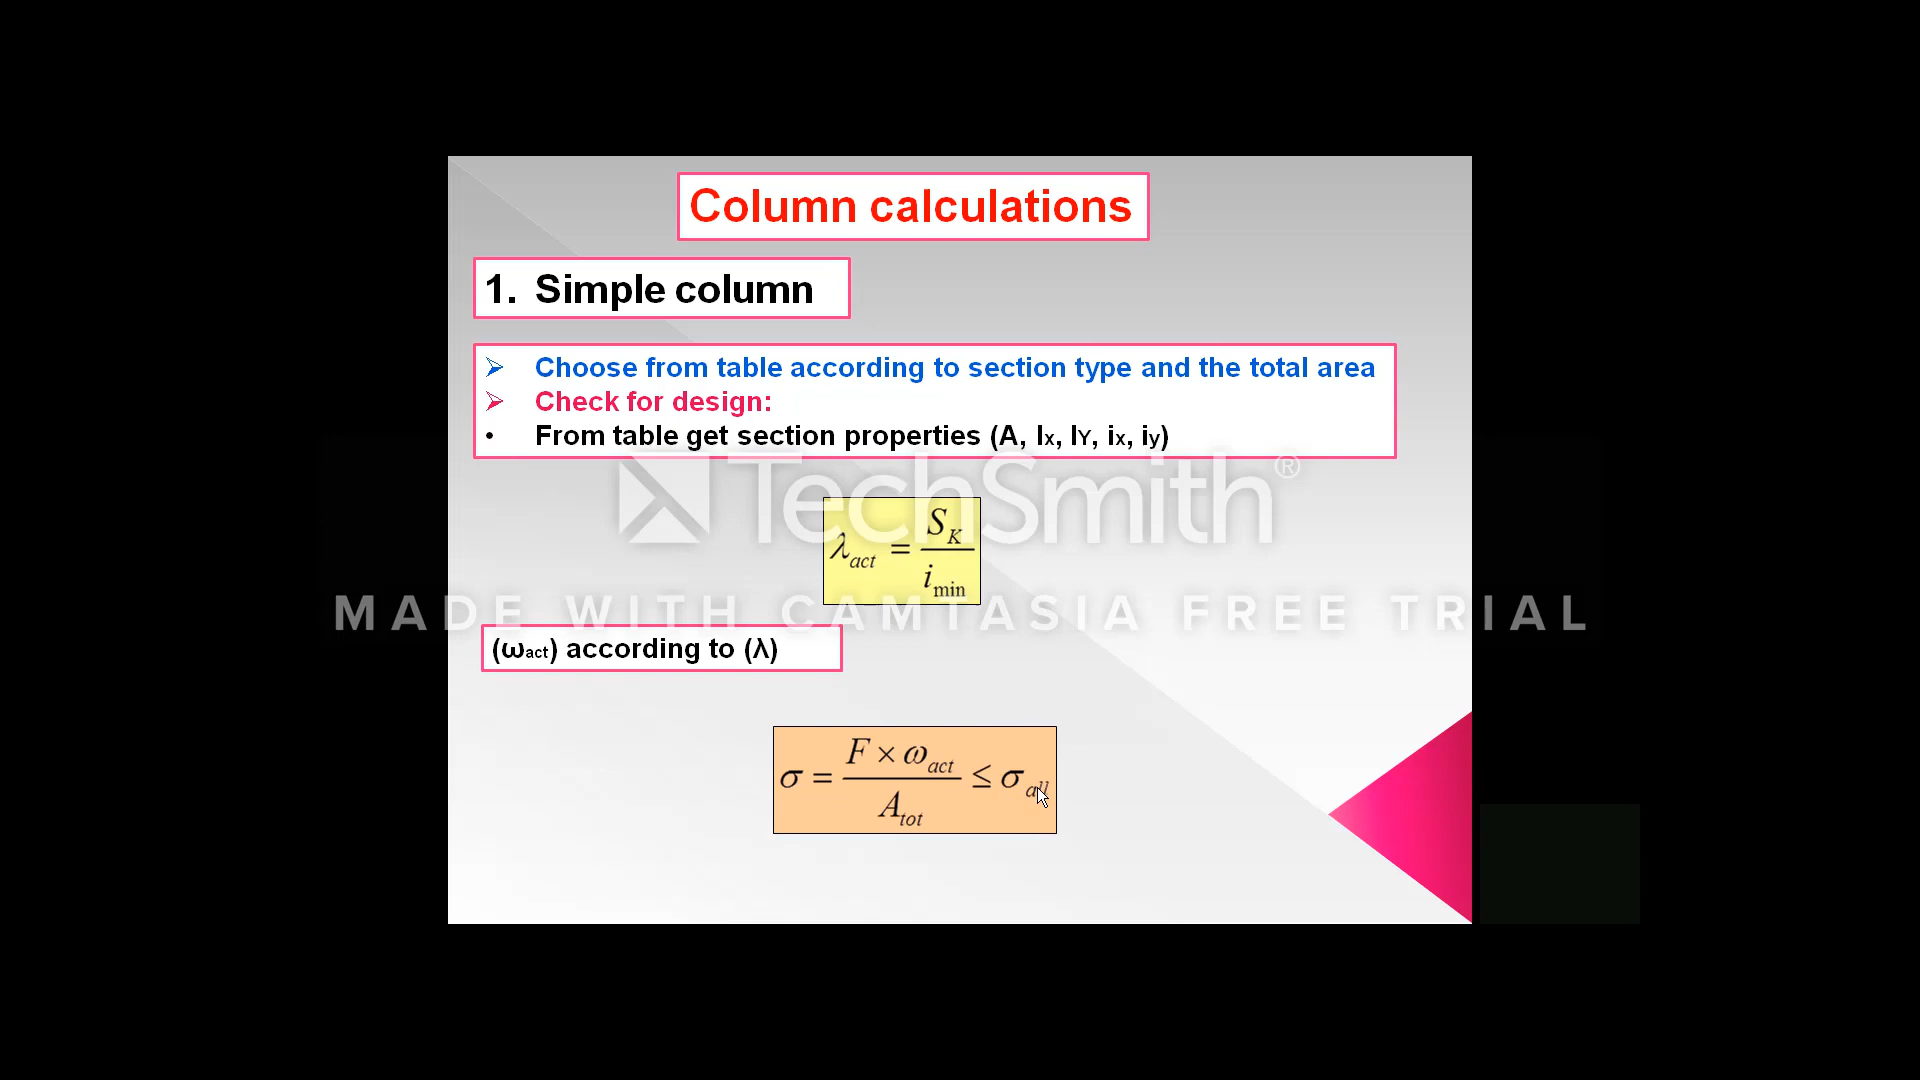 Column calculations
1. Simple column
➢ Choose from table according to section type and the total area
➢ Check for design:
• From table get section properties (A, Ix, IY, ix, iy)
TechSmith®
λact = SK / imin
MADE WITH CAMTASIA FREE TRIAL
(ωact) according to (λ)
σ = F × ωact / Atot ≤ σall